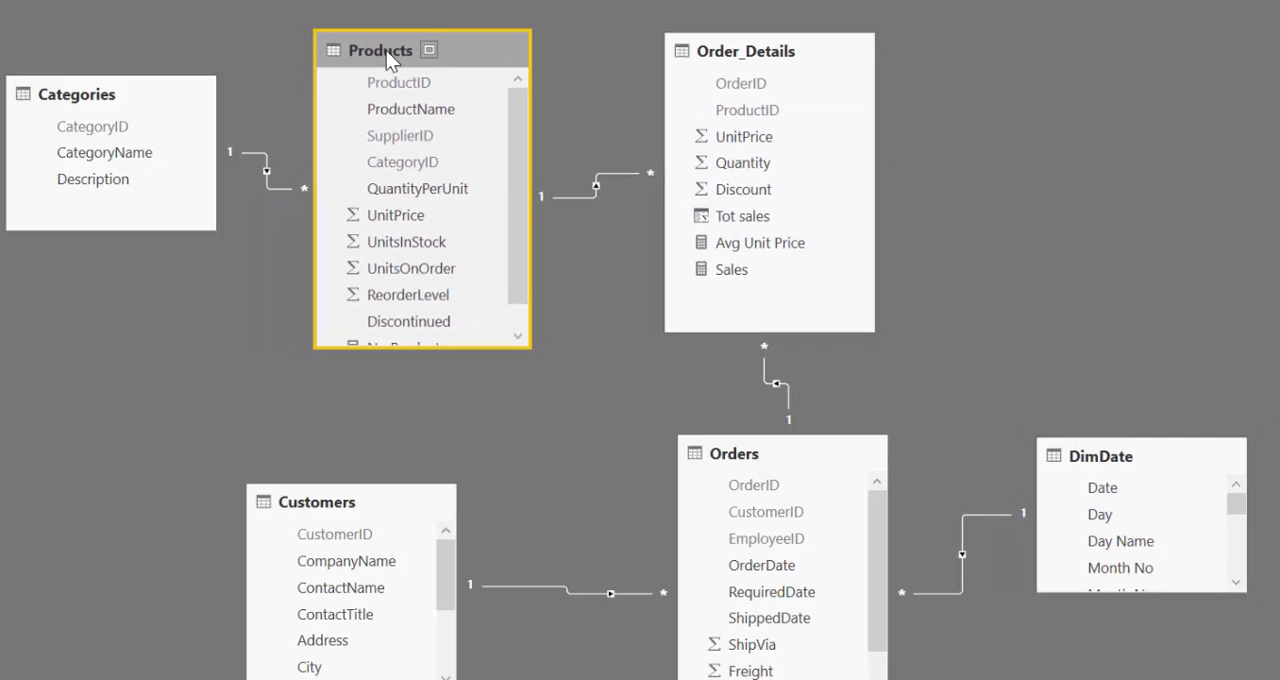 Categories
CategoryID
CategoryName
Description
1
*
Products
ProductID
ProductName
SupplierID
CategoryID
QuantityPerUnit
UnitPrice
UnitsInStock
UnitsOnOrder
ReorderLevel
Discontinued
1
*
Order_Details
OrderID
ProductID
UnitPrice
Quantity
Discount
Tot sales
Avg Unit Price
Sales
*
1
Customers
CustomerID
CompanyName
ContactName
ContactTitle
Address
City
1
*
Orders
OrderID
CustomerID
EmployeeID
OrderDate
RequiredDate
ShippedDate
ShipVia
Freight
*
1
DimDate
Date
Day
Day Name
Month No